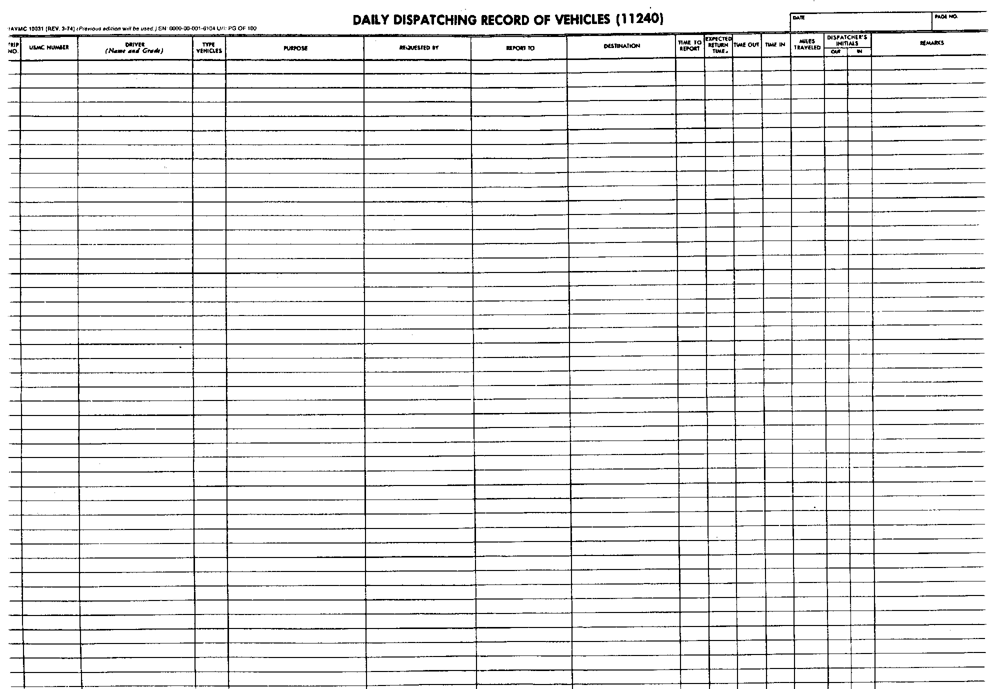 DAILY DISPATCHING RECORD OF VEHICLES (11240)
DATE
PAGE NO.
AVMC 10031 (REV. 3-74) (Previous edition will be used.) SN: 0000-00-001-6104 U/I: PG OF 100
RIP NO.
USMC NUMBER
DRIVER
(Name and Grade)
TYPE
VEHICLES
PURPOSE
REQUESTED BY
REPORT TO
DESTINATION
TIME TO
REPORT
EXPECTED
RETURN
TIME
TIME OUT
TIME IN
MILES
TRAVELED
DISPATCHER'S
INITIALS
OUT
IN
REMARKS